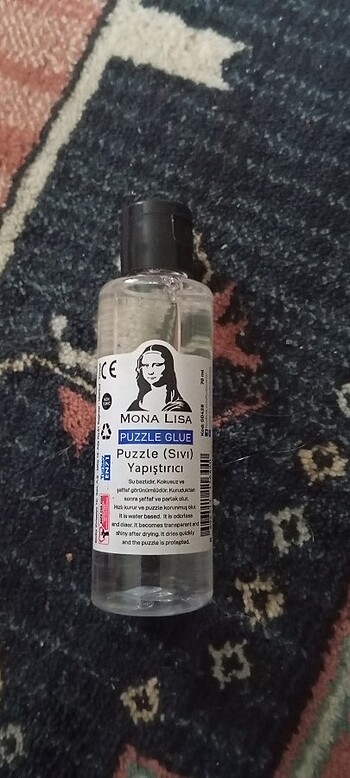 CE
70 ml
MONA LISA
PUZZLE GLUE
Puzzle (Sıvı)
Yapıştırıcı
Su bazlıdır. Kokusuz ve
şeffaf görünümlüdür. Kuruduktan
sonra şeffaf ve parlak olur.
Hızlı kurur ve puzzle korunmuş olur.
It is water based. It is odorless
and clear. It becomes transparent and
shiny after drying. It dries quickly
and the puzzle is protected.